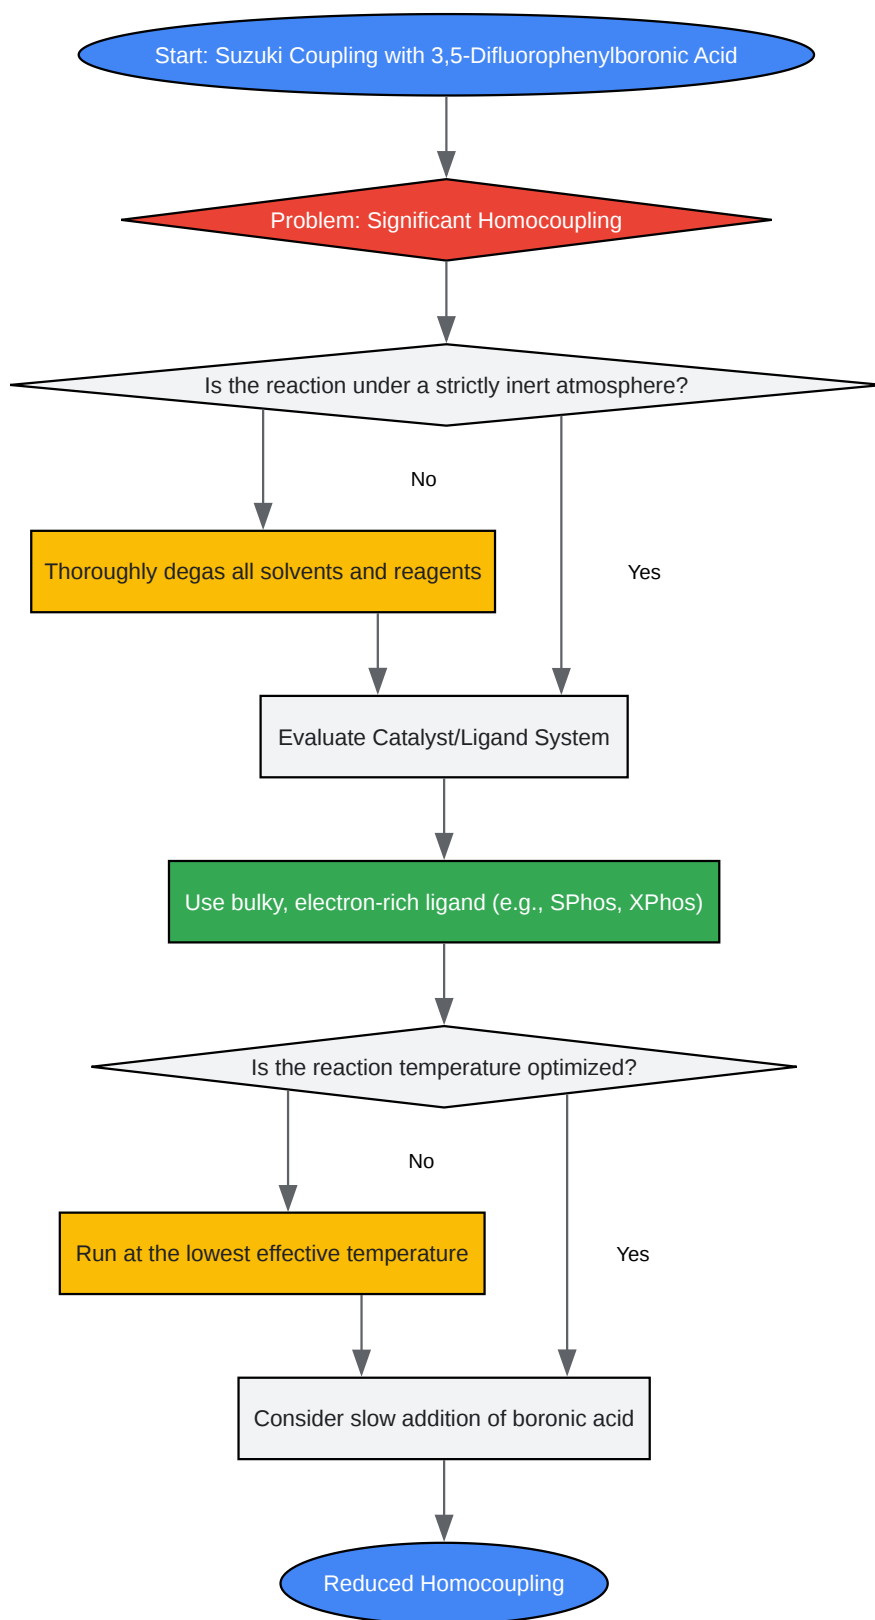 Start: Suzuki Coupling with 3,5-Difluorophenylboronic Acid
Problem: Significant Homocoupling
Is the reaction under a strictly inert atmosphere?
No
Thoroughly degas all solvents and reagents
Yes
Evaluate Catalyst/Ligand System
Use bulky, electron-rich ligand (e.g., SPhos, XPhos)
Is the reaction temperature optimized?
No
Run at the lowest effective temperature
Yes
Consider slow addition of boronic acid
Reduced Homocoupling